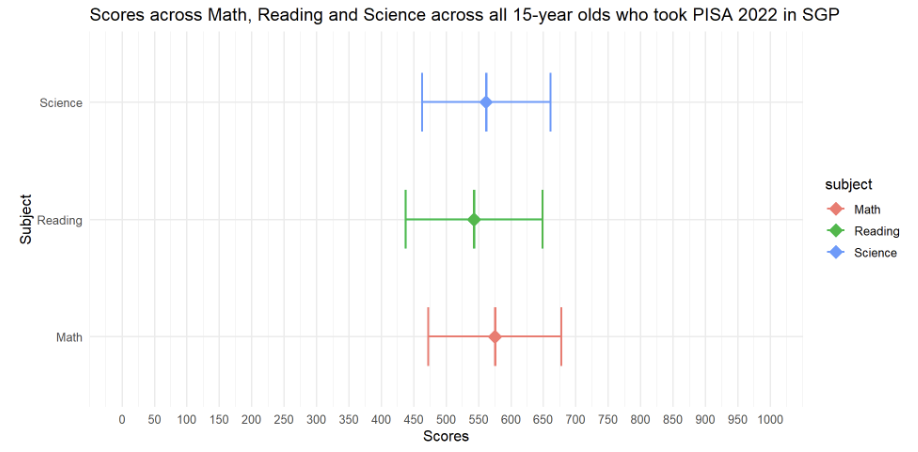 Scores across Math, Reading and Science across all 15-year olds who took PISA 2022 in SGP
Subject
Science
Reading
Math
0 50 100 150 200 250 300 350 400 450 500 550 600 650 700 750 800 850 900 950 1000
Scores
subject
Math
Reading
Science